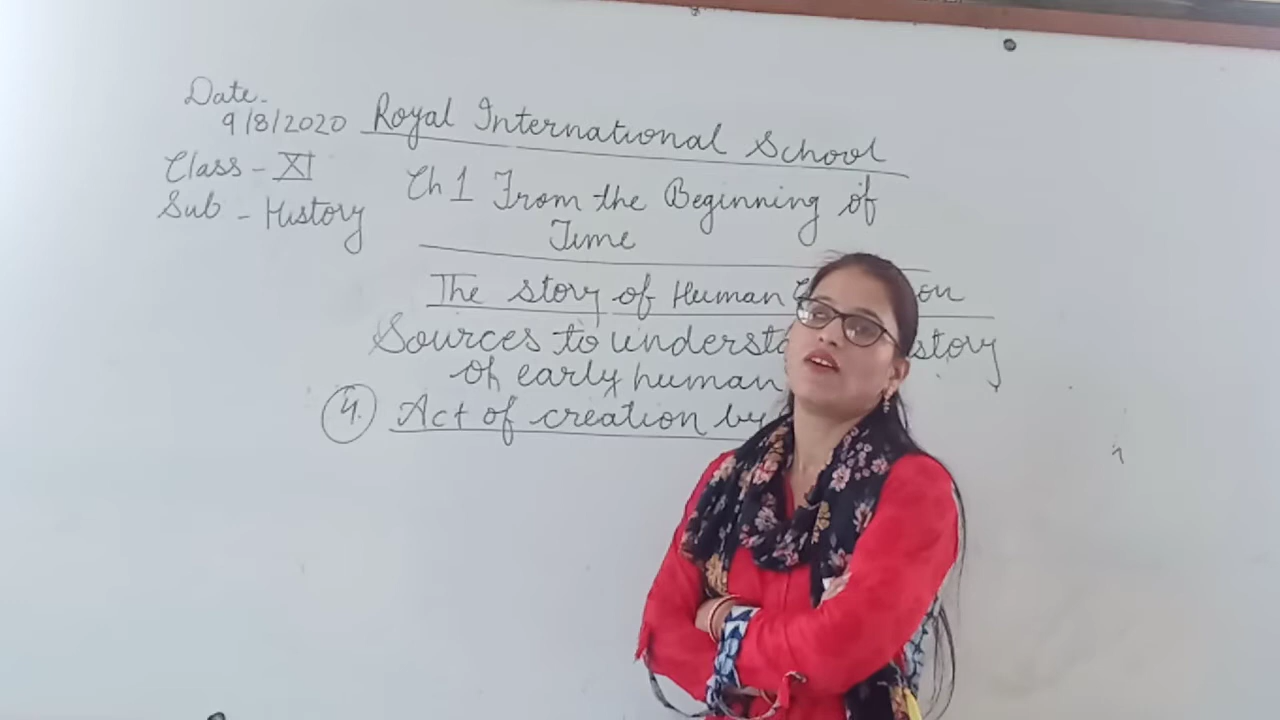 Date.
9/8/2020 Royal International School
Class - XI
Ch 1 From the Beginning of
Sub - History
Time
The story of Human
Sources to
of early human
4. Act of creation by